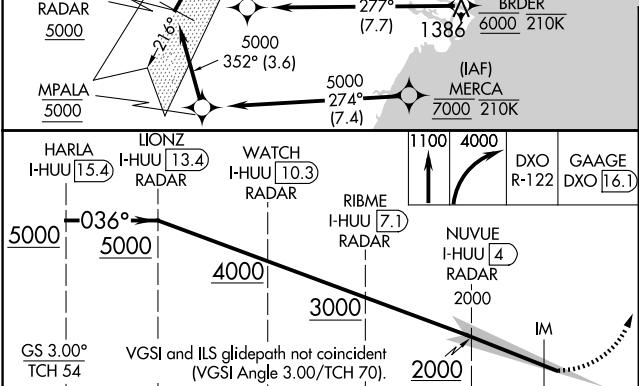 RADAR
5000
216°
277°
(7.7)
BRDER
1386
6000 210K
5000
352° (3.6)
MPALA
5000
5000
274°
(7.4)
(IAF)
MERCA
7000 210K
HARLA
I-HUU 15.4
LIONZ
I-HUU 13.4
RADAR
WATCH
I-HUU 10.3
RADAR
RIBME
I-HUU 7.1
RADAR
NUVUE
I-HUU 4
RADAR
2000
1100
4000
DXO
R-122
GAAGE
DXO 16.1
036°
5000
5000
4000
3000
2000
IM
GS 3.00°
TCH 54
VGSI and ILS glidepath not coincident
(VGSI Angle 3.00/TCH 70).